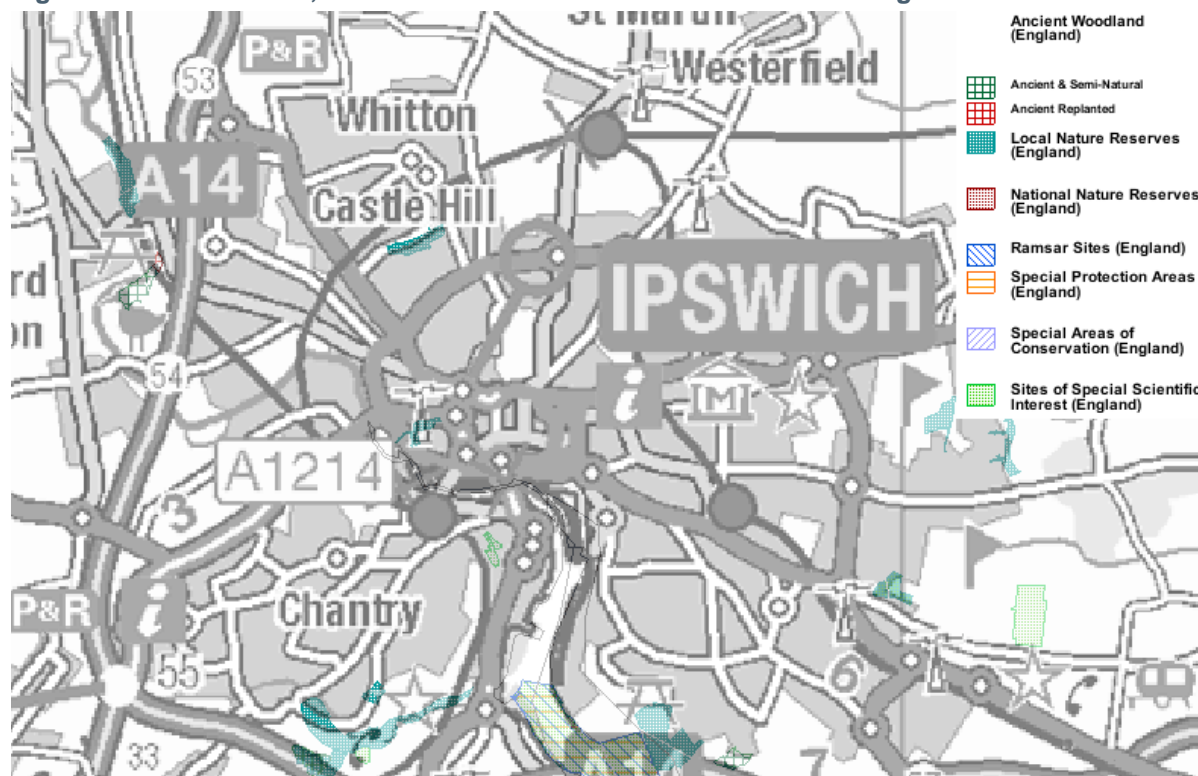 St Martin
P&R
53
Westerfield
Whitton
A14
Castle Hill
IPSWICH
54
i
M
A1214
3
P&R
i
Chantry
55
6
33
7
Ancient Woodland
(England)
Ancient & Semi-Natural
Ancient Replanted
Local Nature Reserves
(England)
National Nature Reserves
(England)
Ramsar Sites (England)
Special Protection Areas
(England)
Special Areas of
Conservation (England)
Sites of Special Scientific
Interest (England)